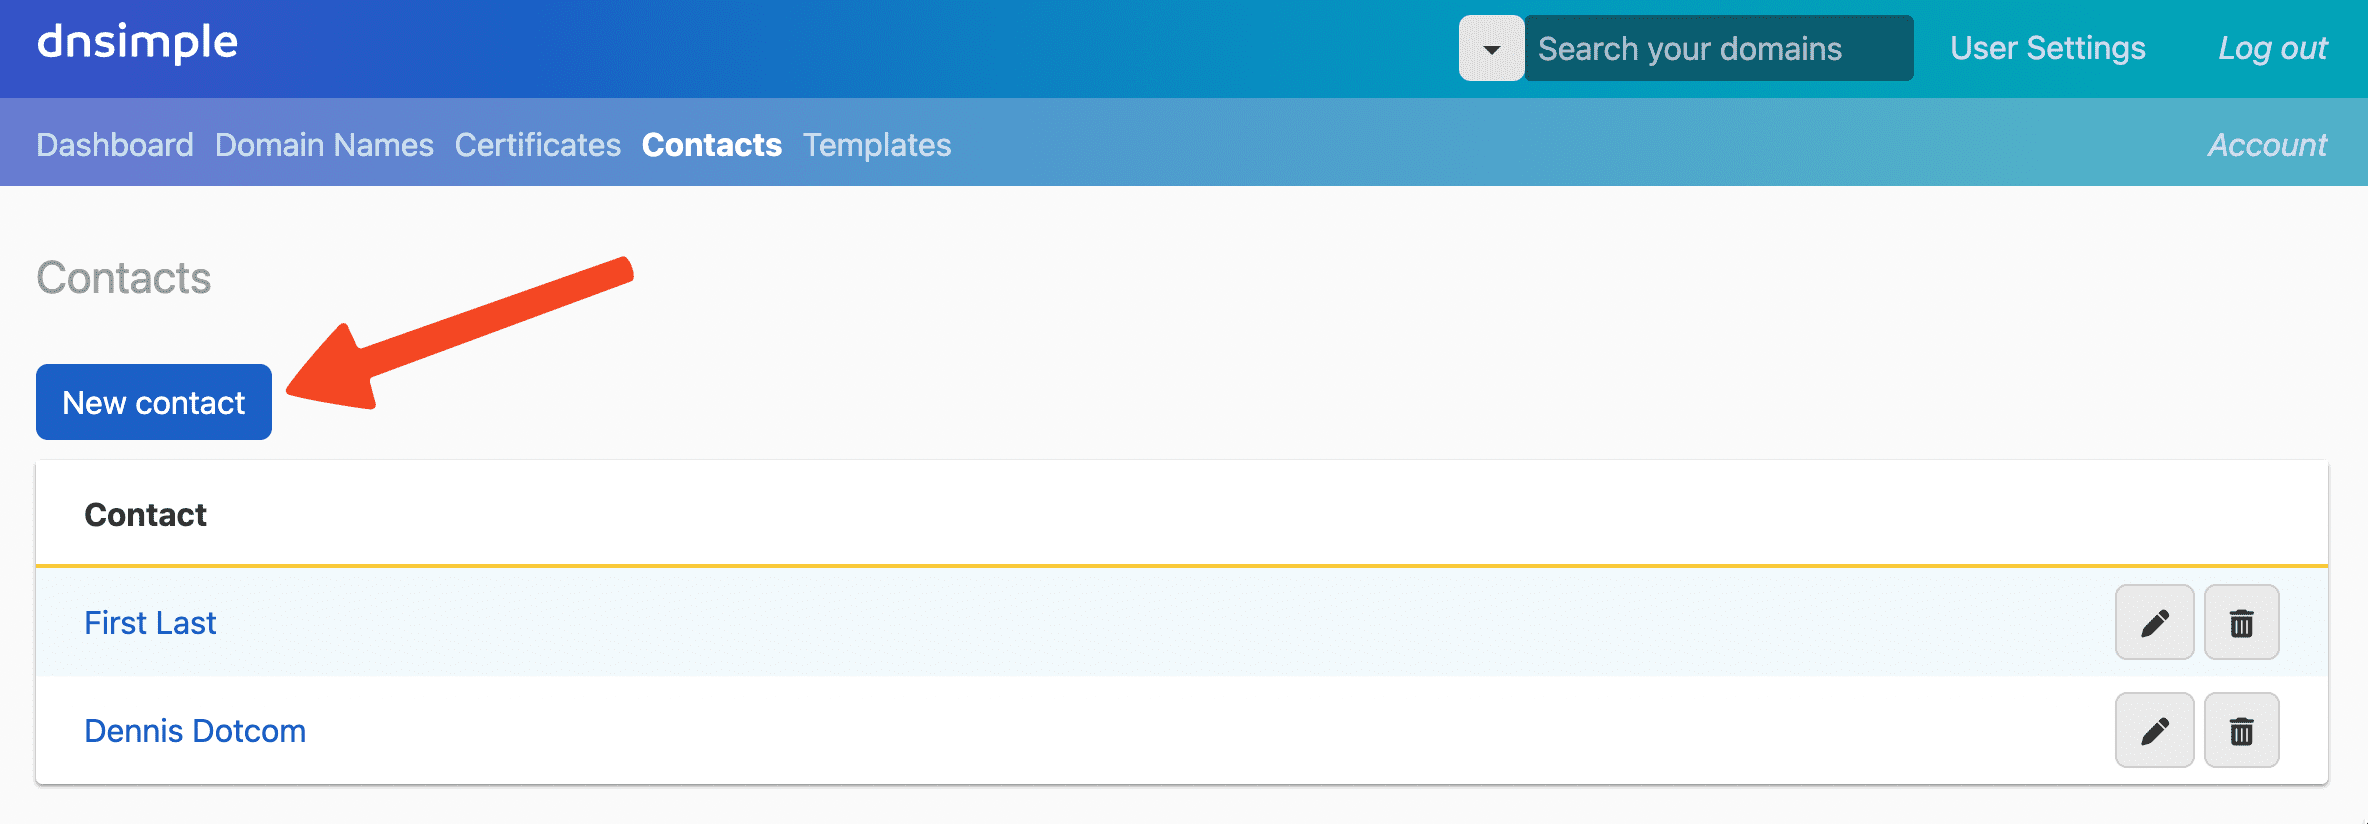 dnsimple
Search your domains
User Settings
Log out
Dashboard Domain Names Certificates Contacts Templates
Account
Contacts
New contact
Contact
First Last
Dennis Dotcom